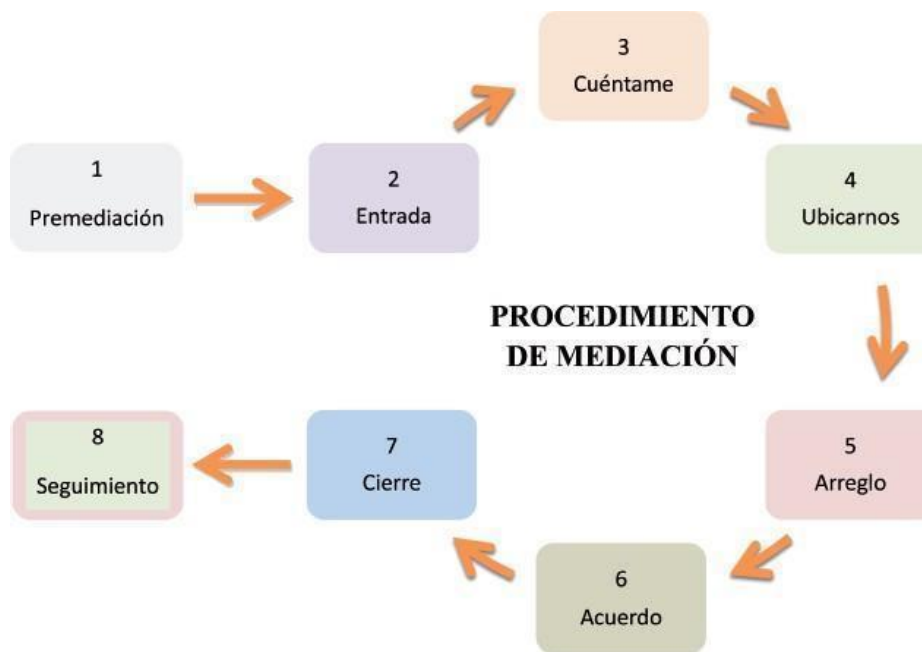 1
Premediación
2
Entrada
3
Cuéntame
4
Ubicarnos
PROCEDIMIENTO
DE MEDIACIÓN
5
Arreglo
6
Acuerdo
7
Cierre
8
Seguimiento